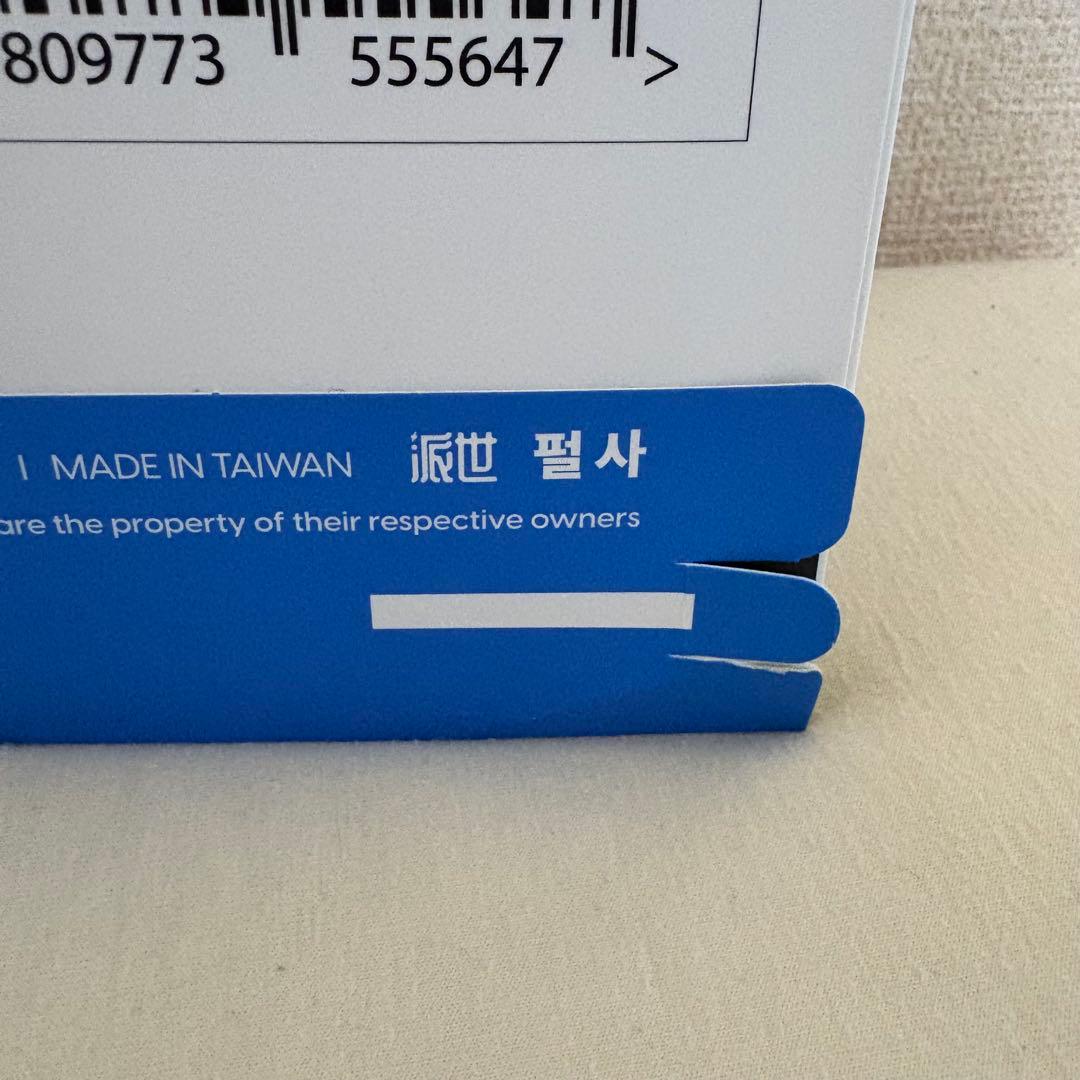 809773 555647 >
| MADE IN TAIWAN 派世 펄사
are the property of their respective owners